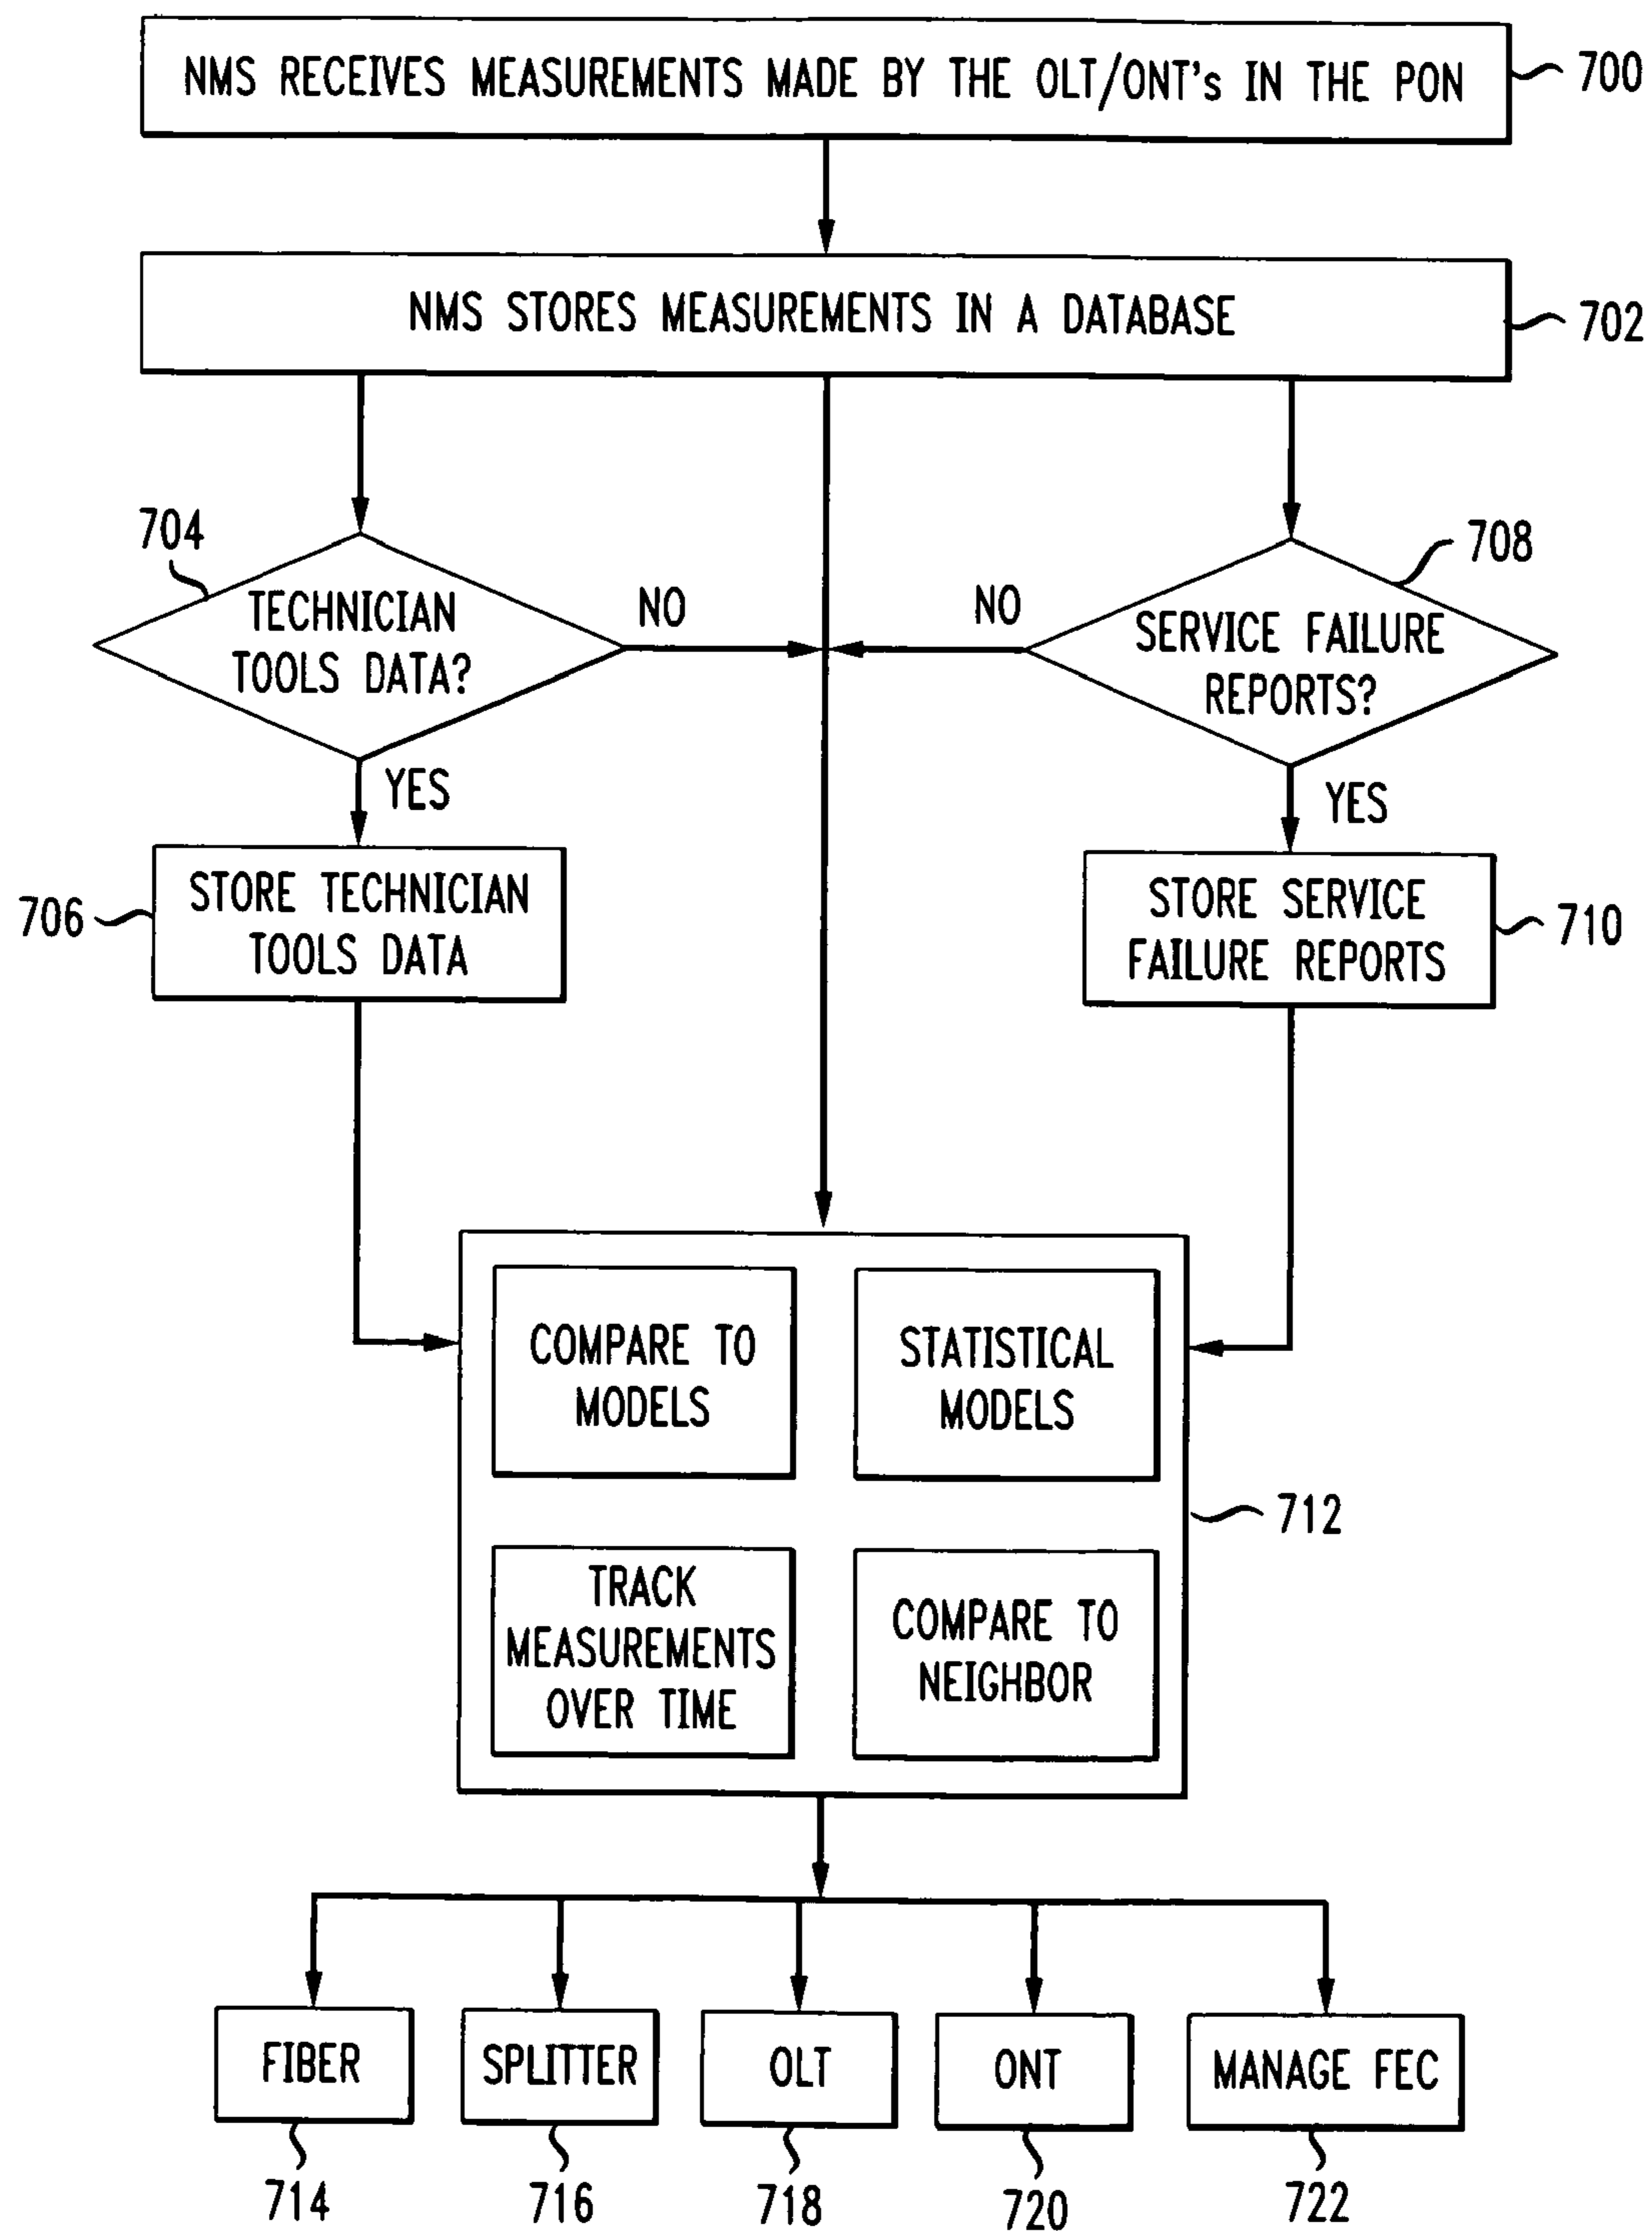 NMS RECEIVES MEASUREMENTS MADE BY THE OLT/ONT's IN THE PON
700
NMS STORES MEASUREMENTS IN A DATABASE
702
704
TECHNICIAN
TOOLS DATA?
NO
NO
708
SERVICE FAILURE
REPORTS?
YES
YES
706
STORE TECHNICIAN
TOOLS DATA
STORE SERVICE
FAILURE REPORTS
710
COMPARE TO
MODELS
STATISTICAL
MODELS
712
TRACK
MEASUREMENTS
OVER TIME
COMPARE TO
NEIGHBOR
FIBER
SPLITTER
OLT
ONT
MANAGE FEC
714
716
718
720
722